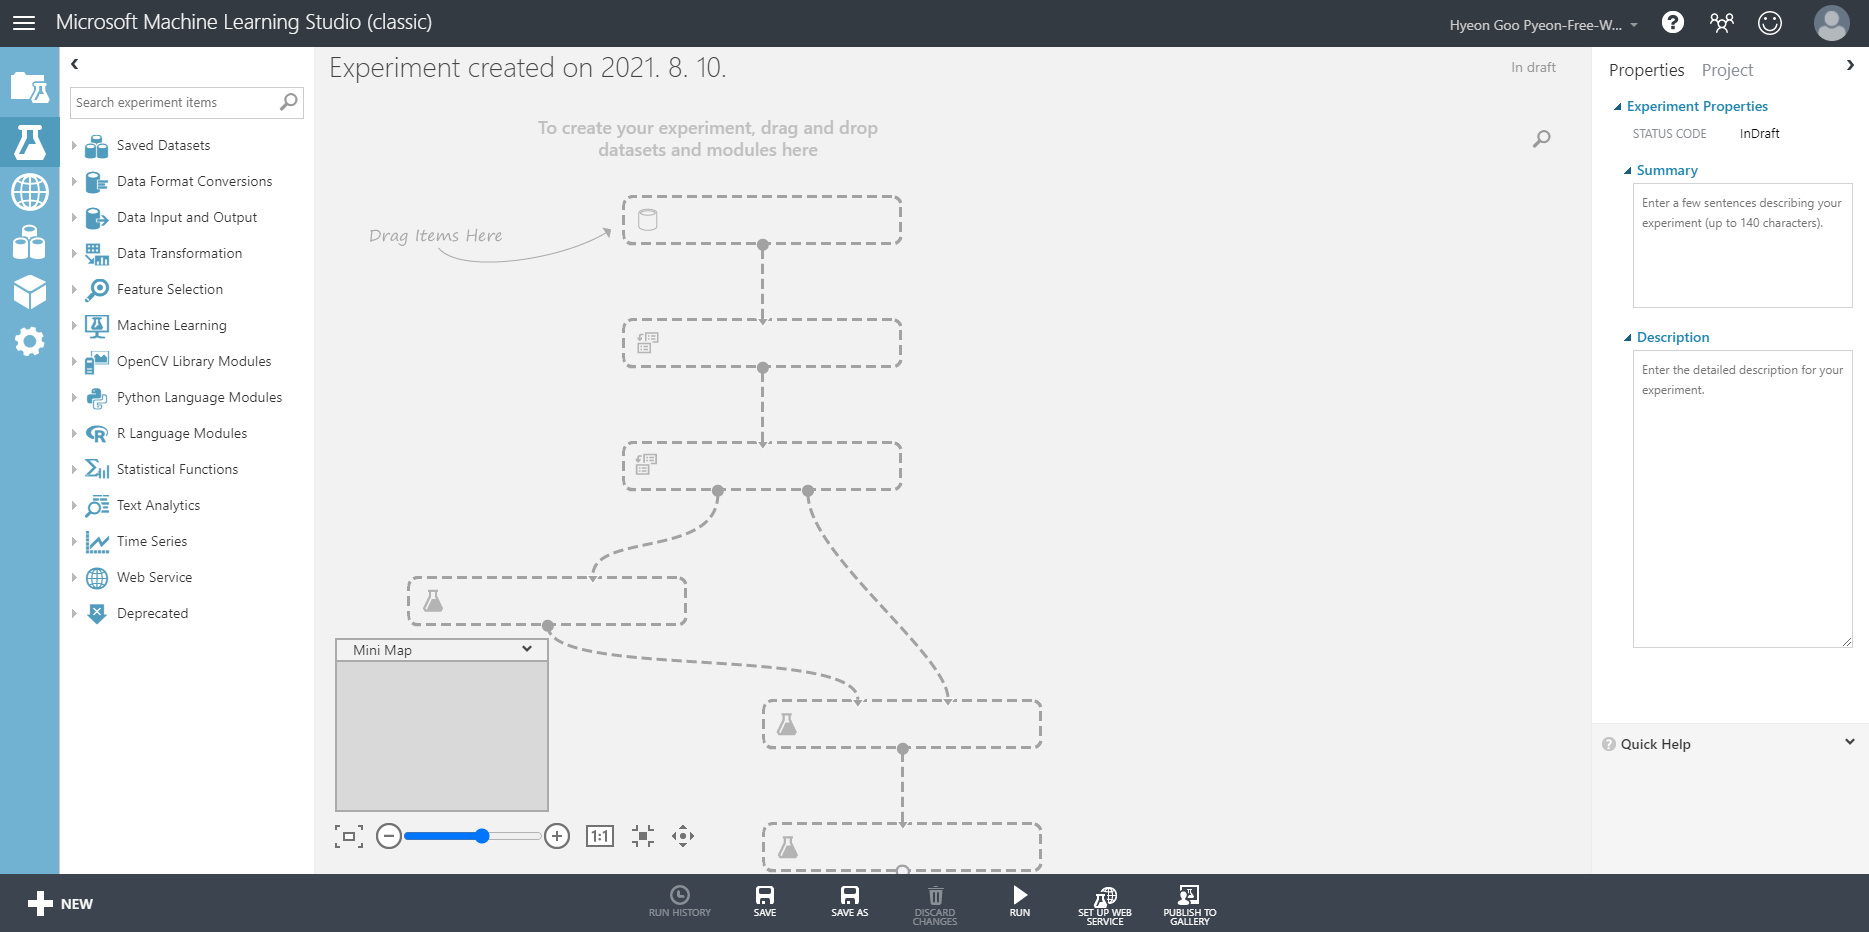 Microsoft Machine Learning Studio (classic)
Hyeon Goo Pyeon-Free-W...
Experiment created on 2021. 8. 10.
In draft
Properties Project
Search experiment items
Saved Datasets
Data Format Conversions
Data Input and Output
Data Transformation
Feature Selection
Machine Learning
OpenCV Library Modules
Python Language Modules
R Language Modules
Statistical Functions
Text Analytics
Time Series
Web Service
Deprecated
To create your experiment, drag and drop
datasets and modules here
Drag Items Here
Mini Map
1:1
Experiment Properties
STATUS CODE InDraft
Summary
Enter a few sentences describing your
experiment (up to 140 characters).
Description
Enter the detailed description for your
experiment.
Quick Help
NEW
RUN HISTORY
SAVE
SAVE AS
DISCARD
CHANGES
RUN
SET UP WEB
SERVICE
PUBLISH TO
GALLERY